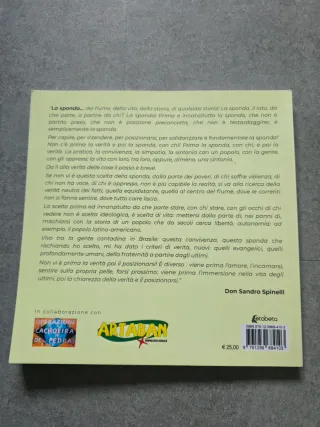 "La sponda... del fiume, della vita, della storia, di qualsiasi storia! La sponda, il lato, da
che parte, a partire da chi? La sponda ferma e innanzitutto la sponda, che non è
partito preso, che non è posizione preconcetta, che non è testardaggine: è
semplicemente la sponda.
Per capire, per intendere, per posizionarsi, per solidarizzare è fondamentale la sponda!
Non c'è prima la verità e poi la sponda, con chi! Prima la sponda, con chi, e poi la
verità. La pratica, la convivenza, la simpatia, la sintonia con un popolo, con la gente,
con gli oppressi, la vita con loro, tra loro, oppure, almeno, una sintonia.
Da lì alla verità delle cose il passo è breve.
Se non vi è questa scelta della sponda, dalla parte dei poveri, di chi soffre violenza, di
chi non ha voce, di chi è oppresso, non è più capibile la realtà, si va alla ricerca della
verità neutra dei fatti, quella equidistante, quella al centro del fiume, dove le correnti
non si fanno sentire, dove tutto corre liscio.
La scelta prima ed innanzitutto da che parte stare, con chi stare, con gli occhi di chi
vedere non è scelta ideologica, è scelta di vita: mettersi dalla parte di, nei panni di,
mischiarsi con la storia di un popolo che da secoli cerca libertà, autonomia: ad
esempio, il popolo latino-americano.
Vivo tra la gente contadina in Brasile questa convivenza, questa sponda che
richiamando ho scelto, mi ha dato i criteri di verità, nuovi quelli evangelici, quelli
profondamente umani, della fraternità a partire dagli ultimi.
Non vi è prima la verità poi il posizionarsi! È diverso : viene prima l'amore, l'incarnarsi,
sentire sulla propria pelle, farsi prossimo; viene prima l'immersione nella vita degli
ultimi, poi la chiarezza della verità e il posizionarsi."
Don Sandro Spinelli
In collaborazione con
OPERAZIONE
CACHOEIRA
DE PEDRA
ARTABAN
€ 25,00
etabeta